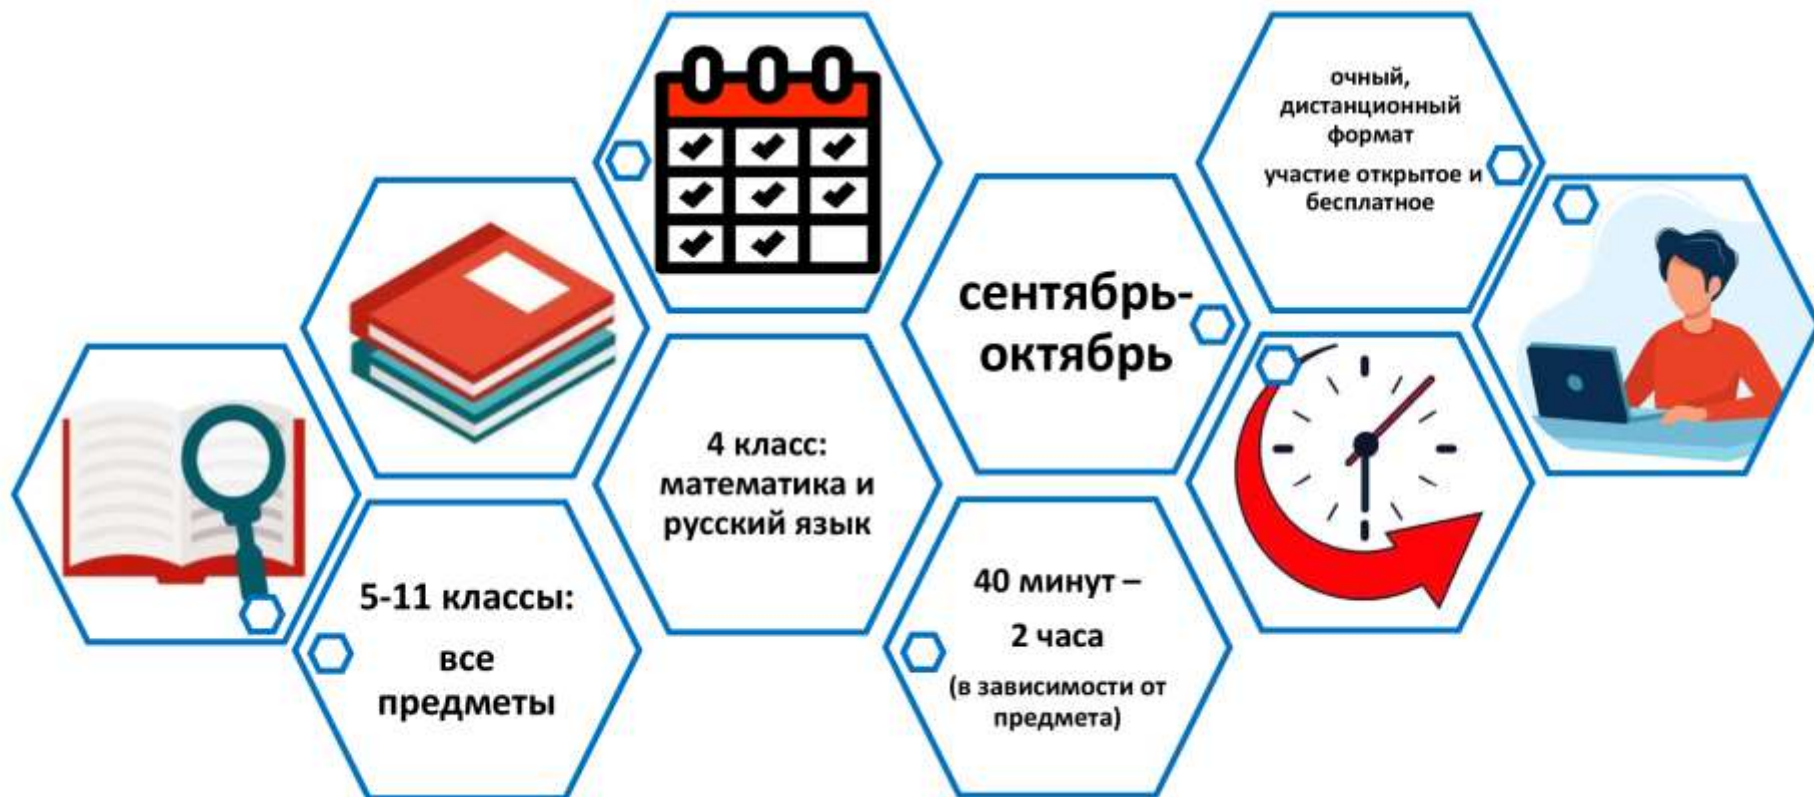 5-11 классы:
все
предметы
4 класс:
математика и
русский язык
сентябрь-
октябрь
40 минут –
2 часа
(в зависимости от
предмета)
очный,
дистанционный
формат
участие открытое и
бесплатное